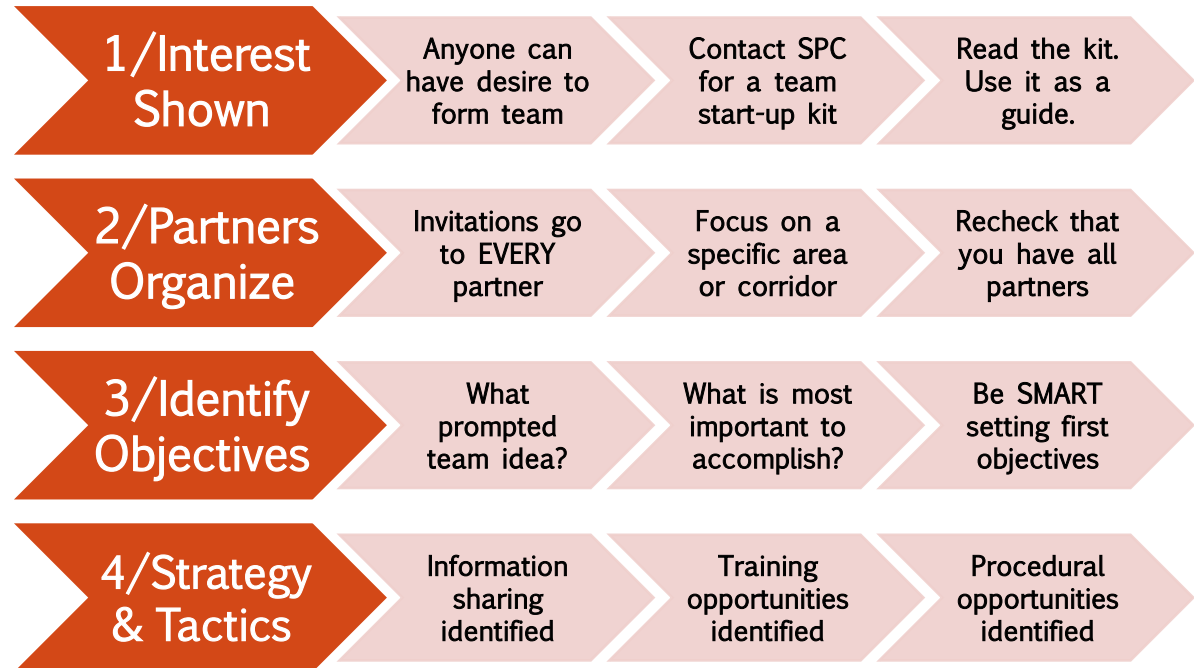 1/Interest
Shown
Anyone can
have desire to
form team
Contact SPC
for a team
start-up kit
Read the kit.
Use it as a
guide.
2/Partners
Organize
Invitations go
to EVERY
partner
Focus on a
specific area
or corridor
Recheck that
you have all
partners
3/Identify
Objectives
What
prompted
team idea?
What is most
important to
accomplish?
Be SMART
setting first
objectives
4/Strategy
& Tactics
Information
sharing
identified
Training
opportunities
identified
Procedural
opportunities
identified